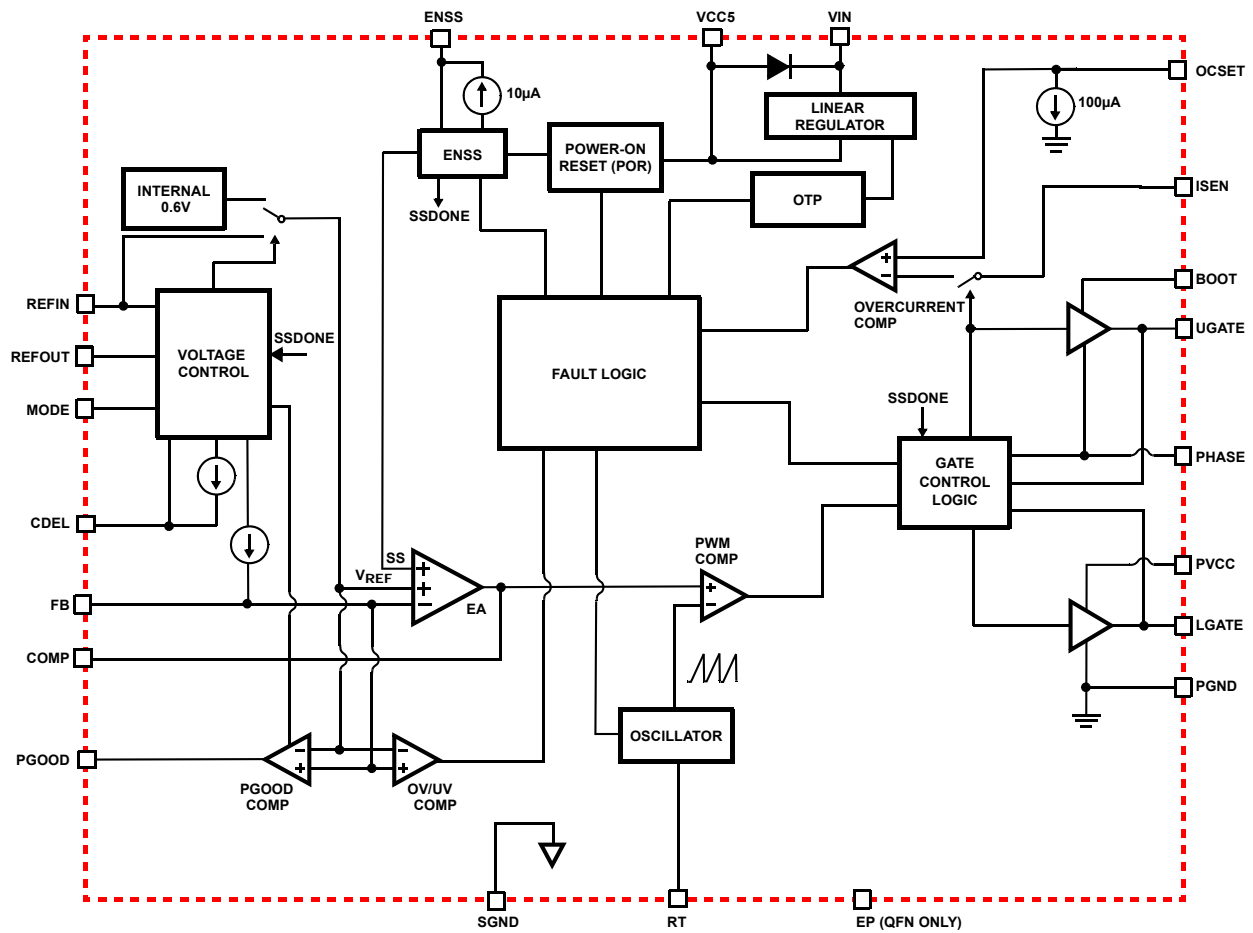 ENSS
VCC5
VIN
OCSET
10µA
100µA
LINEAR
REGULATOR
ENSS
POWER-ON
RESET (POR)
INTERNAL
0.6V
SSDONE
OTP
ISEN
+
−
OVERCURRENT
COMP
BOOT
REFIN
UGATE
REFOUT
VOLTAGE
CONTROL
SSDONE
FAULT LOGIC
MODE
SSDONE
GATE
CONTROL
LOGIC
PHASE
CDEL
PWM
COMP
SS
VREF
+
+
−
EA
+
−
PVCC
FB
LGATE
COMP
PGND
OSCILLATOR
PGOOD
−
+
−
+
PGOOD
COMP
OV/UV
COMP
SGND
RT
EP (QFN ONLY)